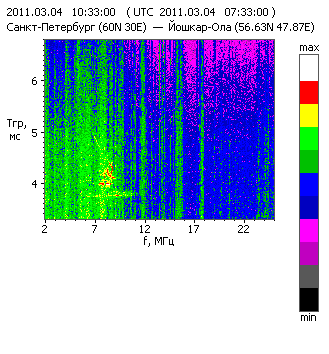 2011.03.04 10:33:00 (UTC 2011.03.04 07:33:00)
Санкт-Петербург (60N 30E) — Йошкар-Ола (56.63N 47.87E)
max
6
Tгр,
5
мс
4
2 7 12 17 22
f, МГц
min